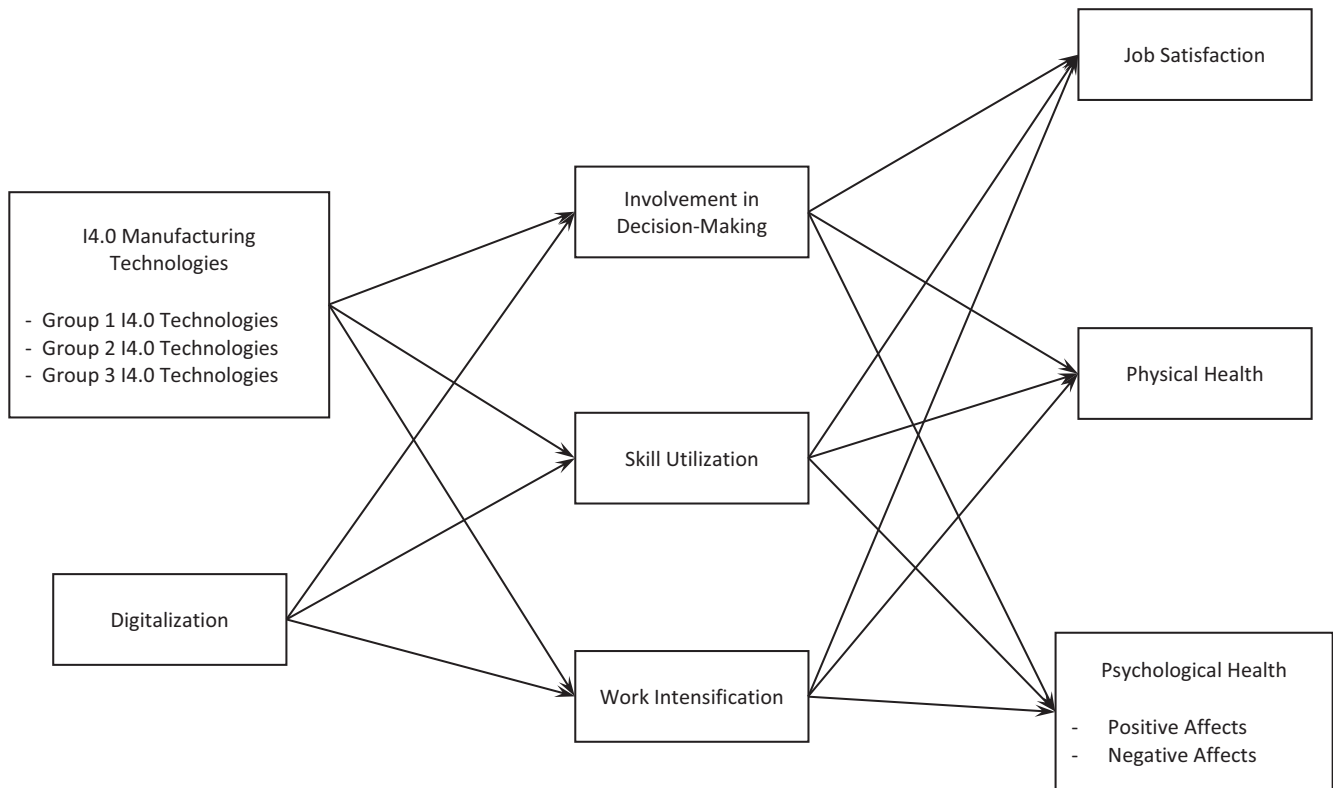 I4.0 Manufacturing
Technologies
- Group 1 I4.0 Technologies
- Group 2 I4.0 Technologies
- Group 3 I4.0 Technologies
Digitalization
Involvement in
Decision-Making
Skill Utilization
Work Intensification
Job Satisfaction
Physical Health
Psychological Health
- Positive Affects
- Negative Affects